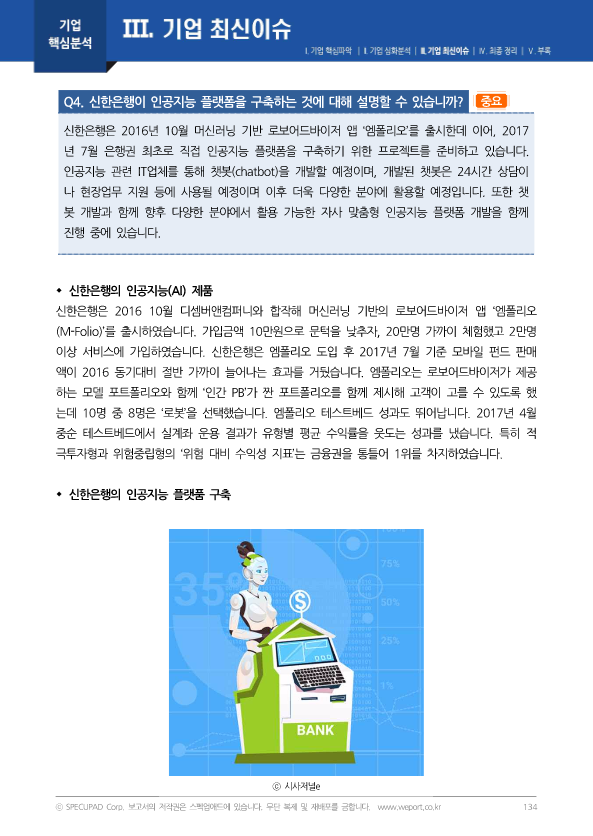 기업
핵심분석
III. 기업 최신이슈
I. 기업 핵심파악 | II. 기업 심화분석 | III. 기업 최신이슈 | IV. 최종 정리 | V. 부록
Q4. 신한은행이 인공지능 플랫폼을 구축하는 것에 대해 설명할 수 있습니까? 중요
신한은행은 2016년 10월 머신러닝 기반 로보어드바이저 앱 '엠폴리오'를 출시한데 이어, 2017
년 7월 은행권 최초로 직접 인공지능 플랫폼을 구축하기 위한 프로젝트를 준비하고 있습니다.
인공지능 관련 IT업체를 통해 챗봇(chatbot)을 개발할 예정이며, 개발된 챗봇은 24시간 상담이
나 현장업무 지원 등에 사용될 예정이며 이후 더욱 다양한 분야에 활용할 예정입니다. 또한 챗
봇 개발과 함께 향후 다양한 분야에서 활용 가능한 자사 맞춤형 인공지능 플랫폼 개발을 함께
진행 중에 있습니다.
◆ 신한은행의 인공지능(AI) 제품
신한은행은 2016 10월 디셈버앤컴퍼니와 합작해 머신러닝 기반의 로보어드바이저 앱 '엠폴리오
(M-Folio)'를 출시하였습니다. 가입금액 10만원으로 문턱을 낮추자, 20만명 가까이 체험했고 2만명
이상 서비스에 가입하였습니다. 신한은행은 엠폴리오 도입 후 2017년 7월 기준 모바일 펀드 판매
액이 2016 동기대비 절반 가까이 늘어나는 효과를 거뒀습니다. 엠폴리오는 로보어드바이저가 제공
하는 모델 포트폴리오와 함께 '인간 PB'가 짠 포트폴리오를 함께 제시해 고객이 고를 수 있도록 했
는데 10명 중 8명은 '로봇'을 선택했습니다. 엠폴리오 테스트베드 성과도 뛰어납니다. 2017년 4월
중순 테스트베드에서 실계좌 운용 결과가 유형별 평균 수익률을 웃도는 성과를 냈습니다. 특히 적
극투자형과 위험중립형의 '위험 대비 수익성 지표'는 금융권을 통틀어 1위를 차지하였습니다.
◆ 신한은행의 인공지능 플랫폼 구축
100%
75%
35%
50%
25%
1%
$
BANK
ⓒ 시사저널e
ⓒ SPECUPAD Corp. 보고서의 저작권은 스펙업애드에 있습니다. 무단 복제 및 재배포를 금합니다. www.weport.co.kr 134